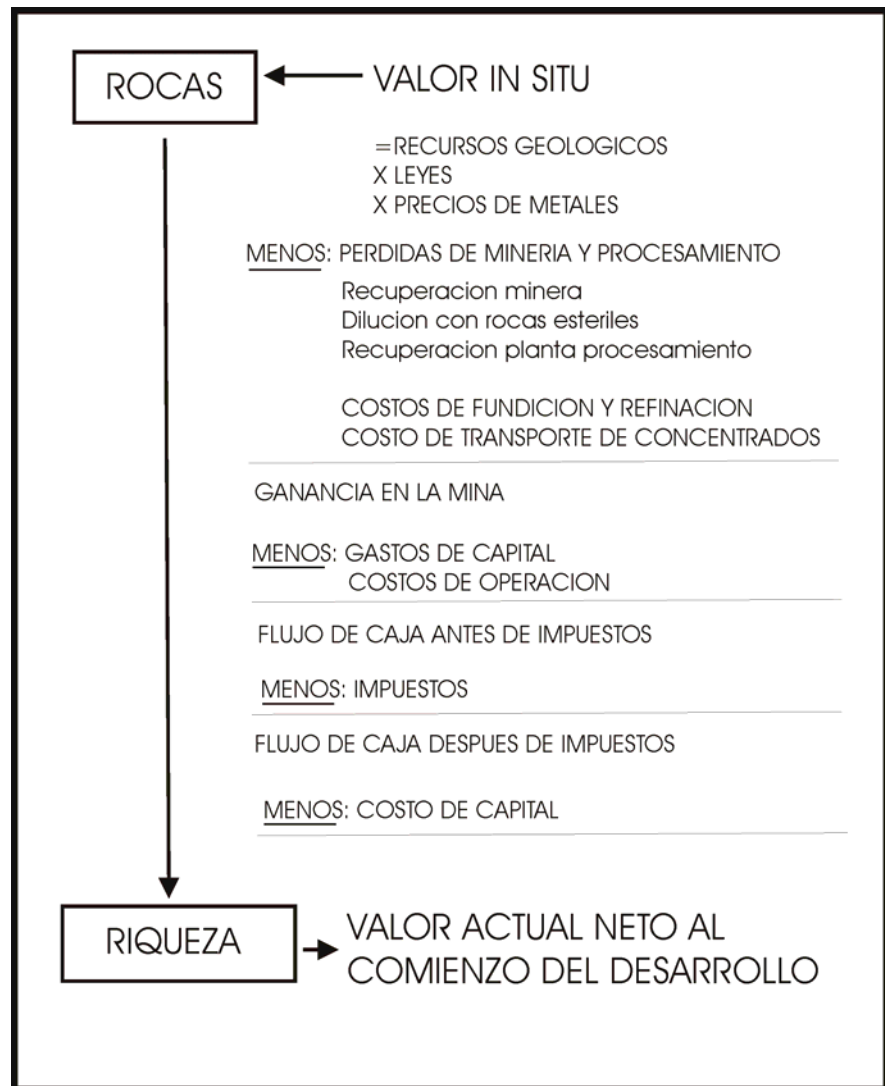 ROCAS
VALOR IN SITU
=RECURSOS GEOLOGICOS
X LEYES
X PRECIOS DE METALES
MENOS: PERDIDAS DE MINERIA Y PROCESAMIENTO
Recuperacion minera
Dilucion con rocas esteriles
Recuperacion planta procesamiento
COSTOS DE FUNDICION Y REFINACION
COSTO DE TRANSPORTE DE CONCENTRADOS
GANANCIA EN LA MINA
MENOS: GASTOS DE CAPITAL
COSTOS DE OPERACION
FLUJO DE CAJA ANTES DE IMPUESTOS
MENOS: IMPUESTOS
FLUJO DE CAJA DESPUES DE IMPUESTOS
MENOS: COSTO DE CAPITAL
RIQUEZA
VALOR ACTUAL NETO AL
COMIENZO DEL DESARROLLO